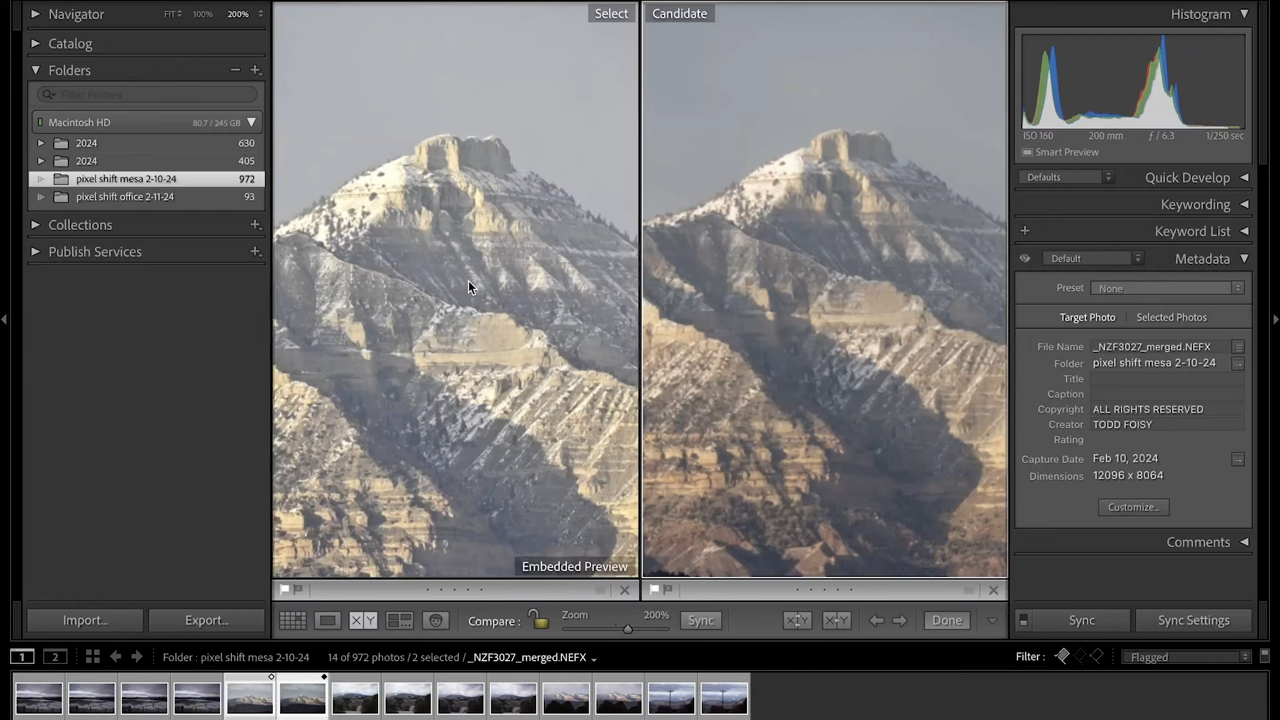 Navigator FIT 100% 200%
Catalog
Folders
Filter Folders
Macintosh HD 80.7 / 245 GB
2024 630
2024 405
pixel shift mesa 2-10-24 972
pixel shift office 2-11-24 93
Collections
Publish Services
Import... Export...
Select
Candidate
Embedded Preview
Compare : Zoom 200% Sync Done
XY
Histogram
ISO 160 200 mm f / 6.3 1/250 sec
Smart Preview
Defaults Quick Develop
Keywording
Keyword List
Default Metadata
Preset None
Target Photo Selected Photos
File Name _NZF3027_merged.NEFX
Folder pixel shift mesa 2-10-24
Title
Caption
Copyright ALL RIGHTS RESERVED
Creator TODD FOISY
Rating
Capture Date Feb 10, 2024
Dimensions 12096 x 8064
Customize...
Comments
Sync Sync Settings
1 2 Folder : pixel shift mesa 2-10-24 14 of 972 photos / 2 selected / _NZF3027_merged.NEFX Filter : Flagged